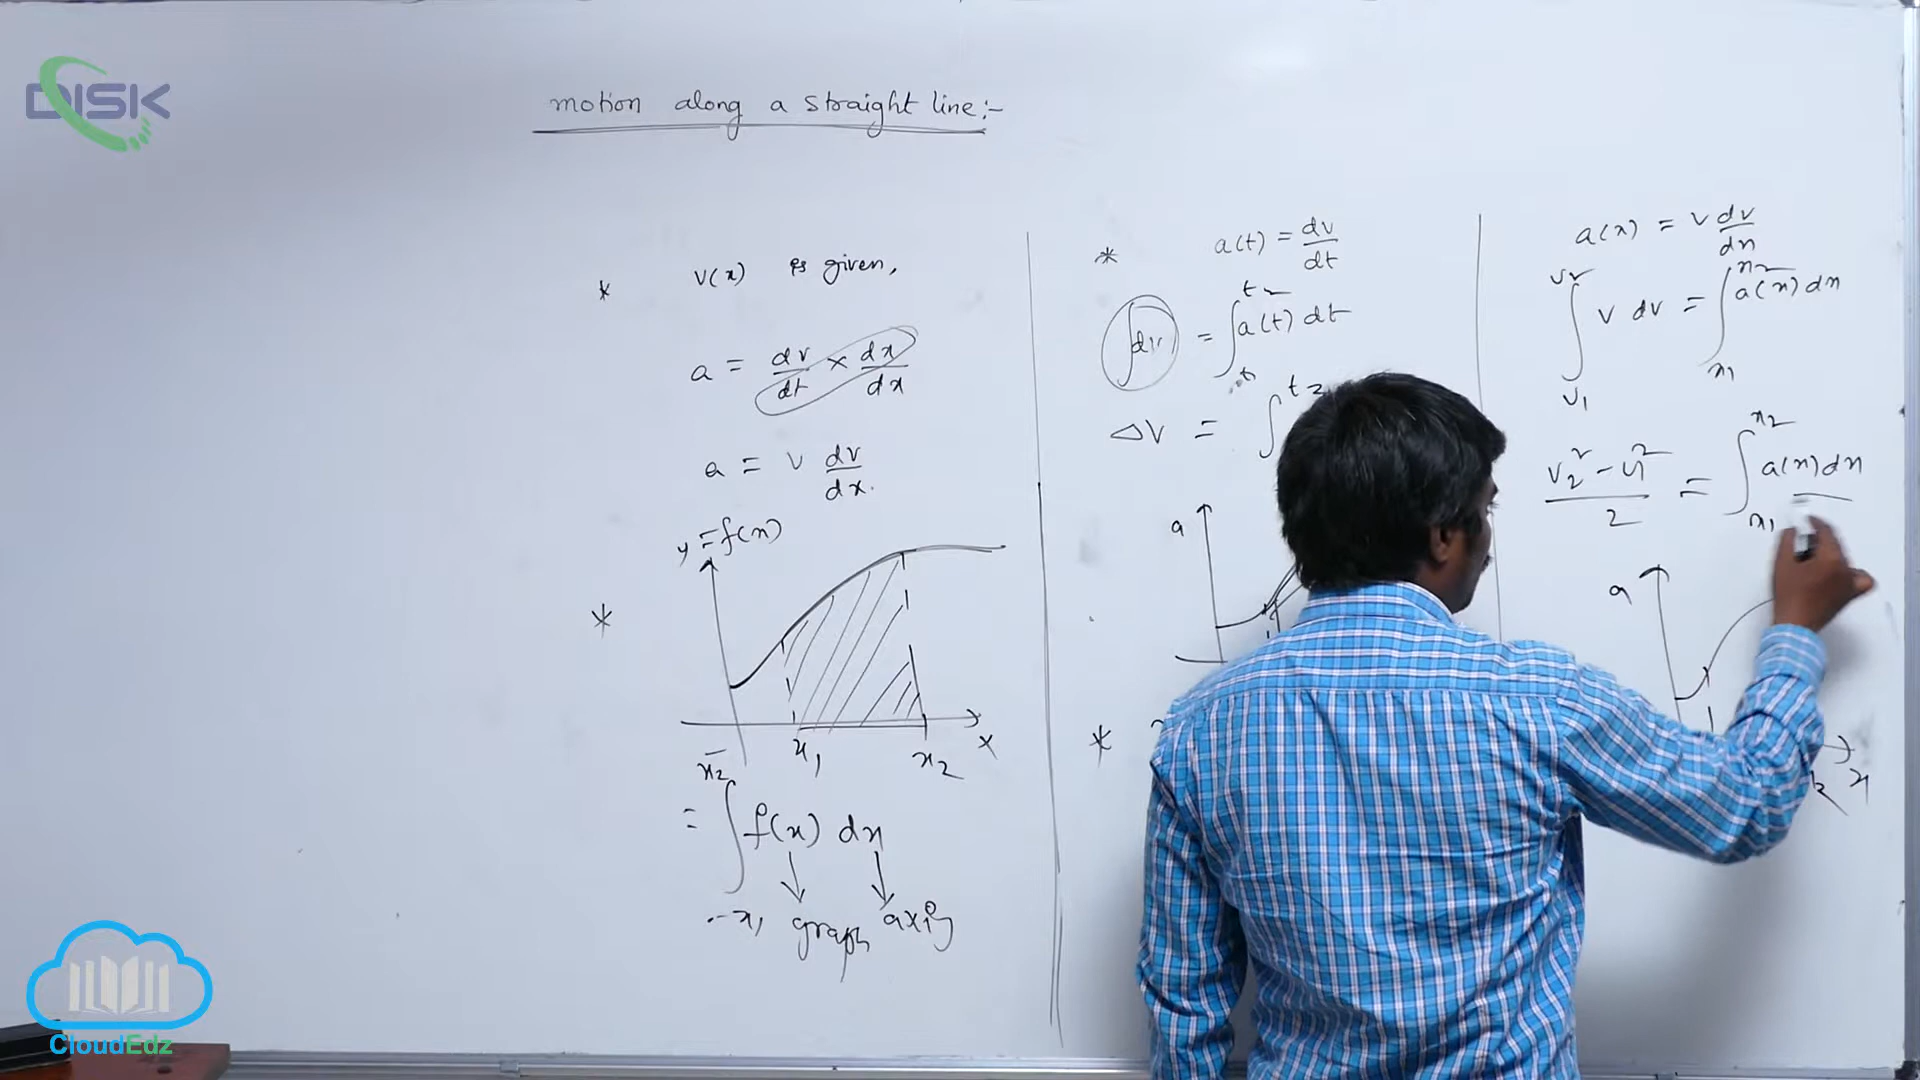 DISK
motion along a straight line:-
* v(x) is given,
a = dv/dt × dx/dx
a = v dv/dx.
y = f(x)
*
x₁ x₂ x
= ∫ x₂ x₁ f(x) dx
graph axis
* a(t) = dv/dt
∫dv = ∫ t₂ t₁ a(t) dt
ΔV = ∫ t2
a
*
a(x) = v dv/dx
∫ v₂ v₁ v dv = ∫ x₂ x₁ a(x) dx
v₂² - v₁² / 2 = ∫ x₂ x₁ a(x) dx
a
x
CloudEdz